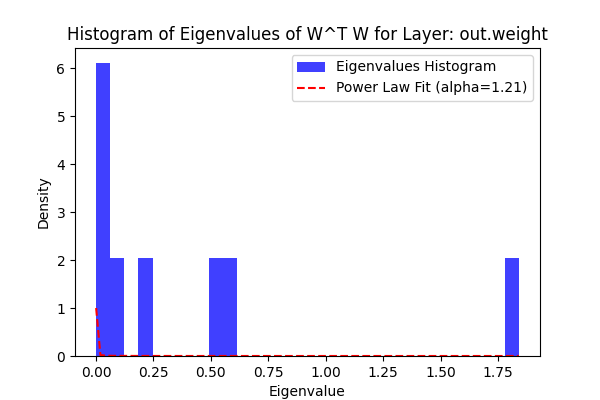 Histogram of Eigenvalues of W^T W for Layer: out.weight
Eigenvalues Histogram
Power Law Fit (alpha=1.21)
6
5
4
3
2
1
0
Density
0.00 0.25 0.50 0.75 1.00 1.25 1.50 1.75
Eigenvalue